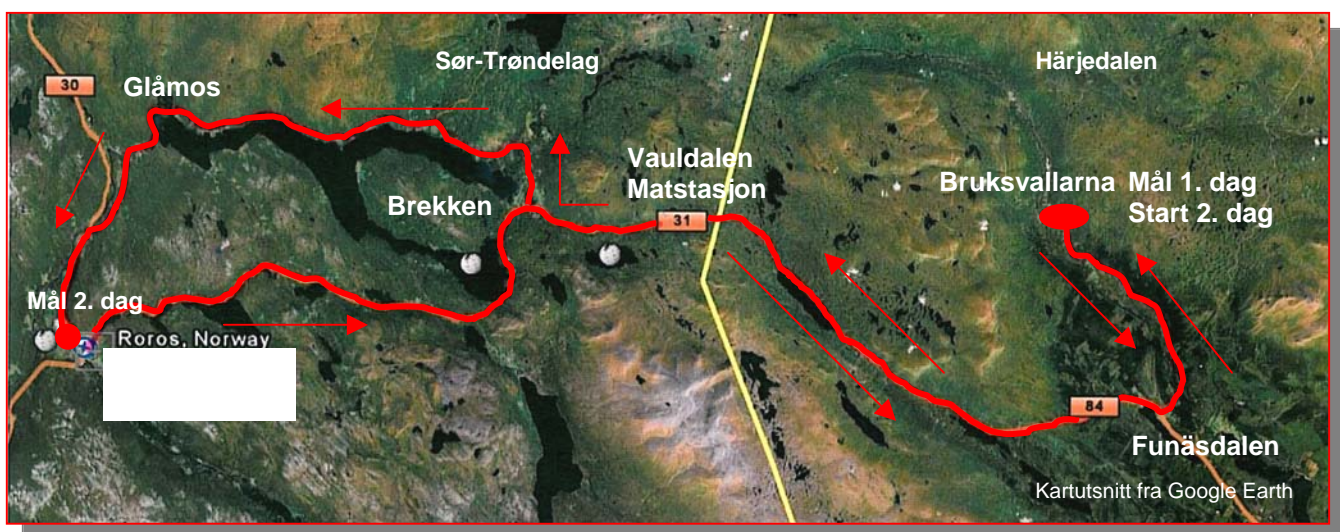 Sør-Trøndelag
Härjedalen
30
Glåmos
Vauldalen
Matstasjon
Bruksvallarna
Mål 1. dag
Start 2. dag
Brekken
31
Mål 2. dag
Roros, Norway
84
Funäsdalen
Kartutsnitt fra Google Earth